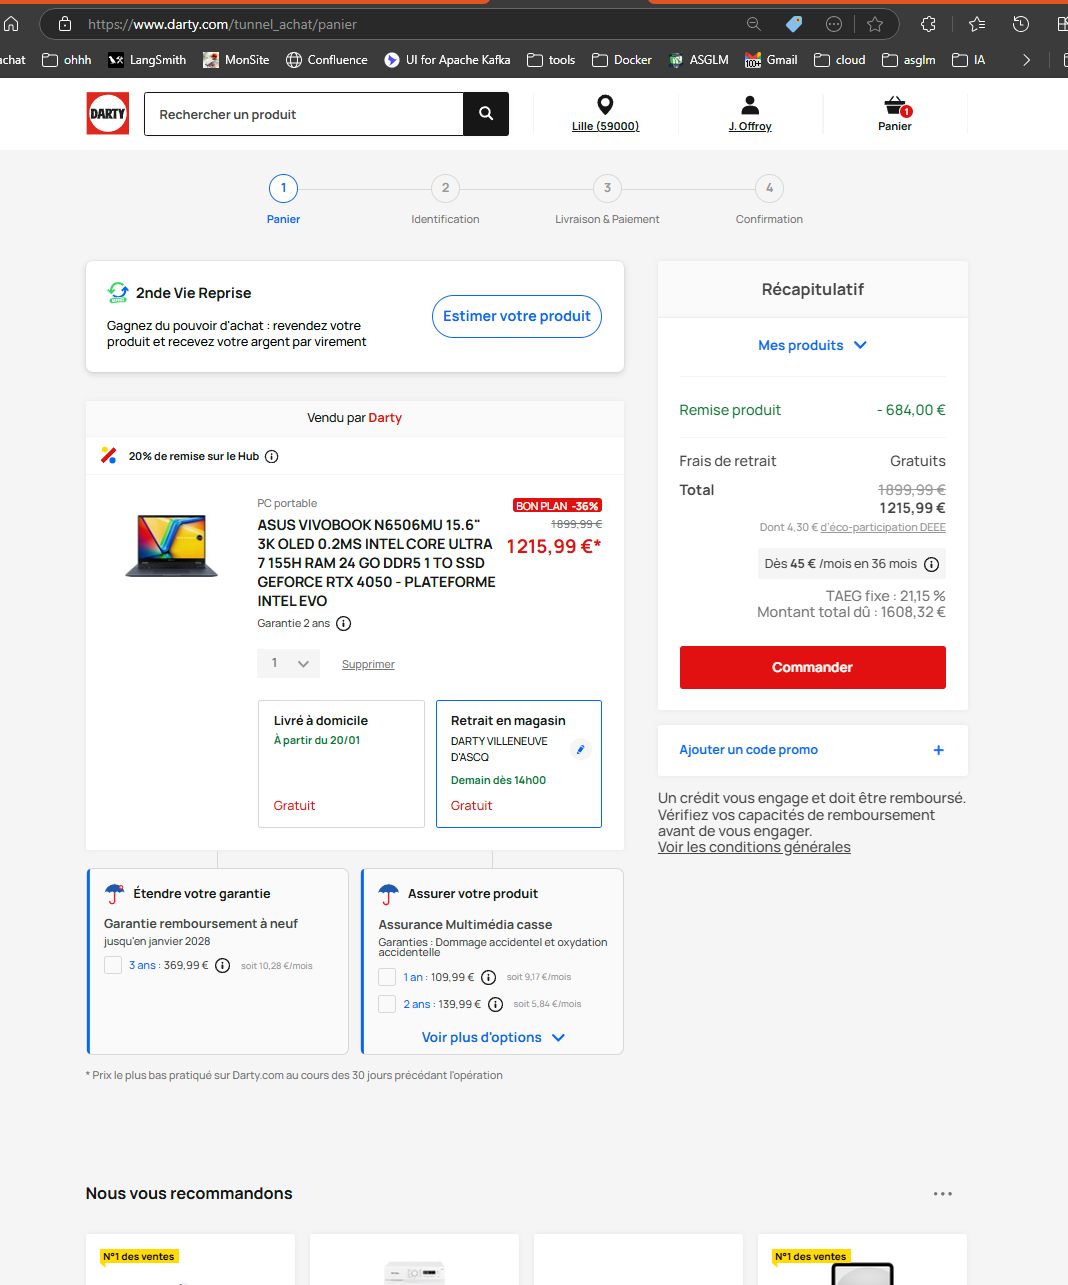 https://www.darty.com/tunnel_achat/panier
achat
ohhh
LangSmith
MonSite
Confluence
UI for Apache Kafka
tools
Docker
ASGLM
100+
Gmail
cloud
asglm
IA
DARTY
Rechercher un produit
Lille (59000)
J. Offroy
1
Panier
1
2
3
4
Panier
Identification
Livraison & Paiement
Confirmation
2nde Vie Reprise
Gagnez du pouvoir d'achat : revendez votre
produit et recevez votre argent par virement
Estimer votre produit
Vendu par Darty
20% de remise sur le Hub
PC portable
ASUS VIVOBOOK N6506MU 15.6"
3K OLED 0.2MS INTEL CORE ULTRA
7 155H RAM 24 GO DDR5 1 TO SSD
GEFORCE RTX 4050 - PLATEFORME
INTEL EVO
BON PLAN -36%
1899,99 €
1215,99 €*
Garantie 2 ans
1
Supprimer
Livré à domicile
À partir du 20/01
Gratuit
Retrait en magasin
DARTY VILLENEUVE
D'ASCQ
Demain dès 14h00
Gratuit
Étendre votre garantie
Garantie remboursement à neuf
jusqu'en janvier 2028
3 ans : 369,99 € soit 10,28 €/mois
Assurer votre produit
Assurance Multimédia casse
Garanties : Dommage accidentel et oxydation
accidentelle
1 an : 109,99 € soit 9,17 €/mois
2 ans : 139,99 € soit 5,84 €/mois
Voir plus d'options
* Prix le plus bas pratiqué sur Darty.com au cours des 30 jours précédant l'opération
Récapitulatif
Mes produits
Remise produit - 684,00 €
Frais de retrait Gratuits
Total 1899,99 €
1215,99 €
Dont 4,30 € d'éco-participation DEEE
Dès 45 € /mois en 36 mois
TAEG fixe : 21,15 %
Montant total dû : 1608,32 €
Commander
Ajouter un code promo +
Un crédit vous engage et doit être remboursé.
Vérifiez vos capacités de remboursement
avant de vous engager.
Voir les conditions générales
Nous vous recommandons
N°1 des ventes
N°1 des ventes